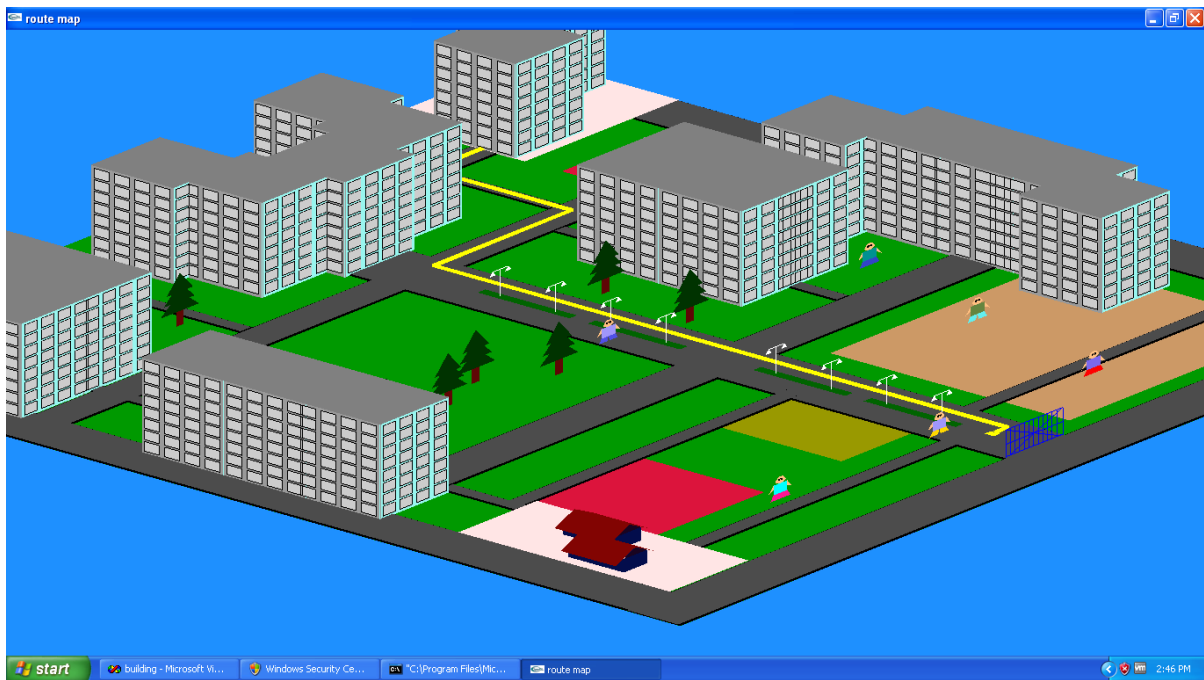 route map
start
building - Microsoft Vi...
Windows Security Ce...
"C:\Program Files\Mic...
route map
2:46 PM